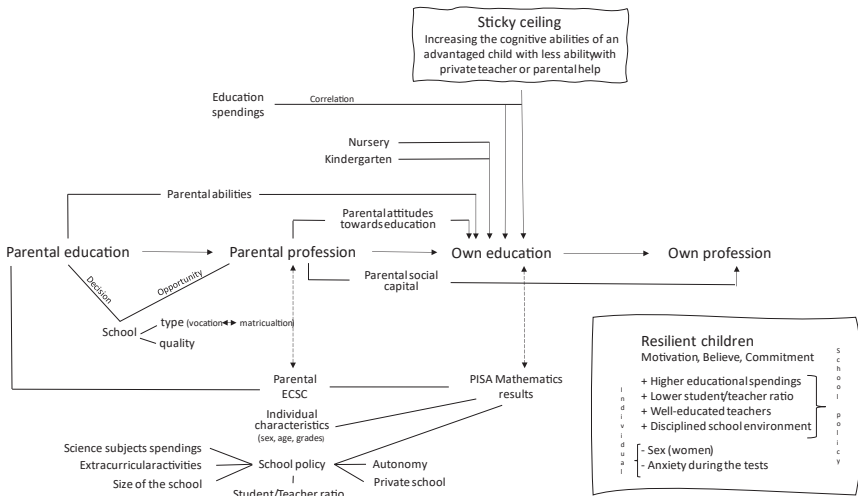 Sticky ceiling
Increasing the cognitive abilities of an
advantaged child with less abilitywith
private teacher or parental help
Education
spendings
Correlation
Nursery
Kindergarten
Parental abilities
Parental attitudes
towards education
Parental education
Parental profession
Own education
Own profession
Decision
Opportunity
Parental social
capital
School
type (vocation matricualtion)
quality
Parental
ECSC
PISA Mathematics
results
Individual
characteristics
(sex, age, grades)
Science subjects spendings
Extracurricularactivities
Size of the school
School policy
Autonomy
Private school
Student/Teacher ratio
Resilient children
Motivation, Believe, Commitment
+ Higher educational spendings
+ Lower student/teacher ratio
+ Well-educated teachers
+ Disciplined school environment
School policy
Individual
- Sex (women)
- Anxiety during the tests